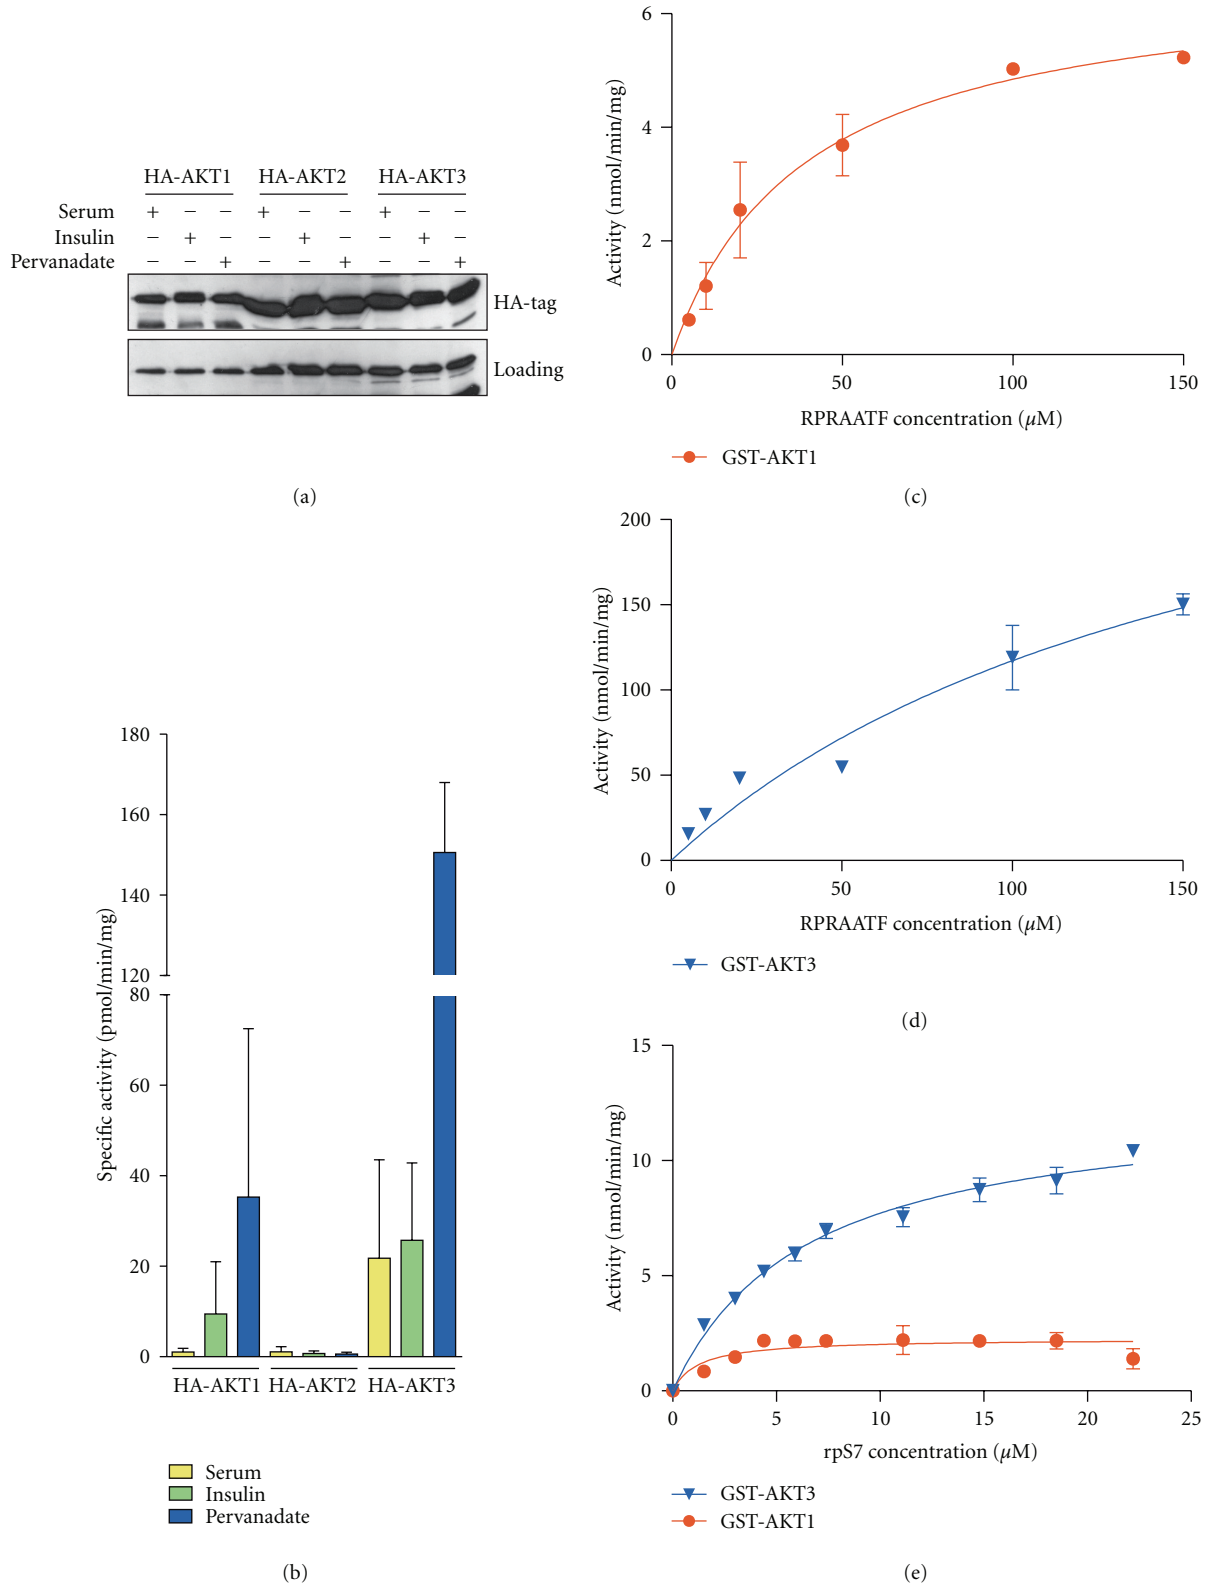 HA-AKT1 HA-AKT2 HA-AKT3
Serum + − − + − − + − −
Insulin − + − − + − − + −
Pervanadate − − + − − + − − +
HA-tag
Loading
(a)
180
160
140
120
80
60
40
20
0
Specific activity (pmol/min/mg)
HA-AKT1 HA-AKT2 HA-AKT3
Serum
Insulin
Pervanadate
(b)
6
4
2
0
Activity (nmol/min/mg)
0 50 100 150
RPRAATF concentration (µM)
GST-AKT1
(c)
200
150
100
50
0
Activity (nmol/min/mg)
0 50 100 150
RPRAATF concentration (µM)
GST-AKT3
(d)
15
10
5
0
Activity (nmol/min/mg)
0 5 10 15 20 25
rpS7 concentration (µM)
GST-AKT3
GST-AKT1
(e)